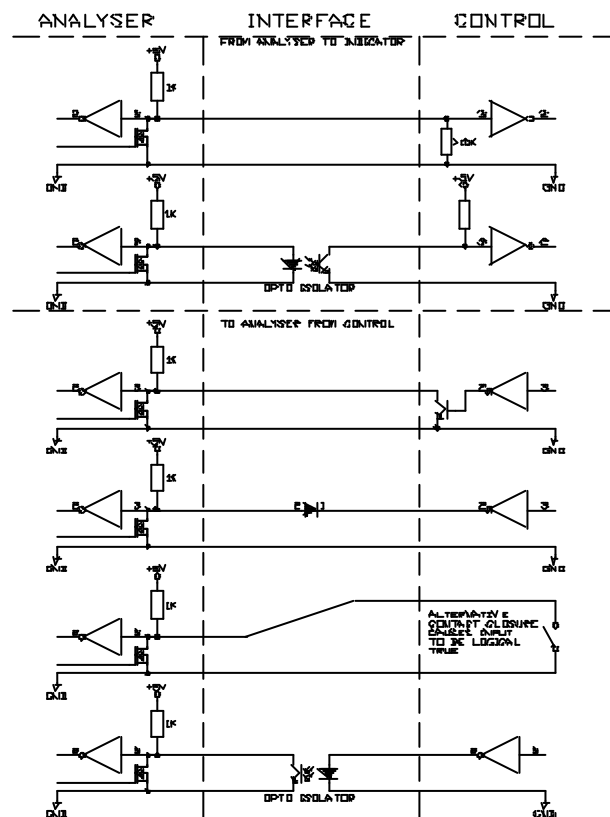 ANALYSER INTERFACE CONTROL
FROM ANALYSER TO INDICATOR
+5V
1K
>10K
GND GND
+5V +5V
1K
OPTO ISOLATOR
GND GND
TO ANALYSER FROM CONTROL
+5V
1K
GND GND
+5V
1K
GND GND
+5V
1K
ALTERNATIVE
CONTACT CLOSURE
CAUSES INPUT
TO BE LOGICAL
TRUE
GND
+5V
1K
OPTO ISOLATOR
GND GND